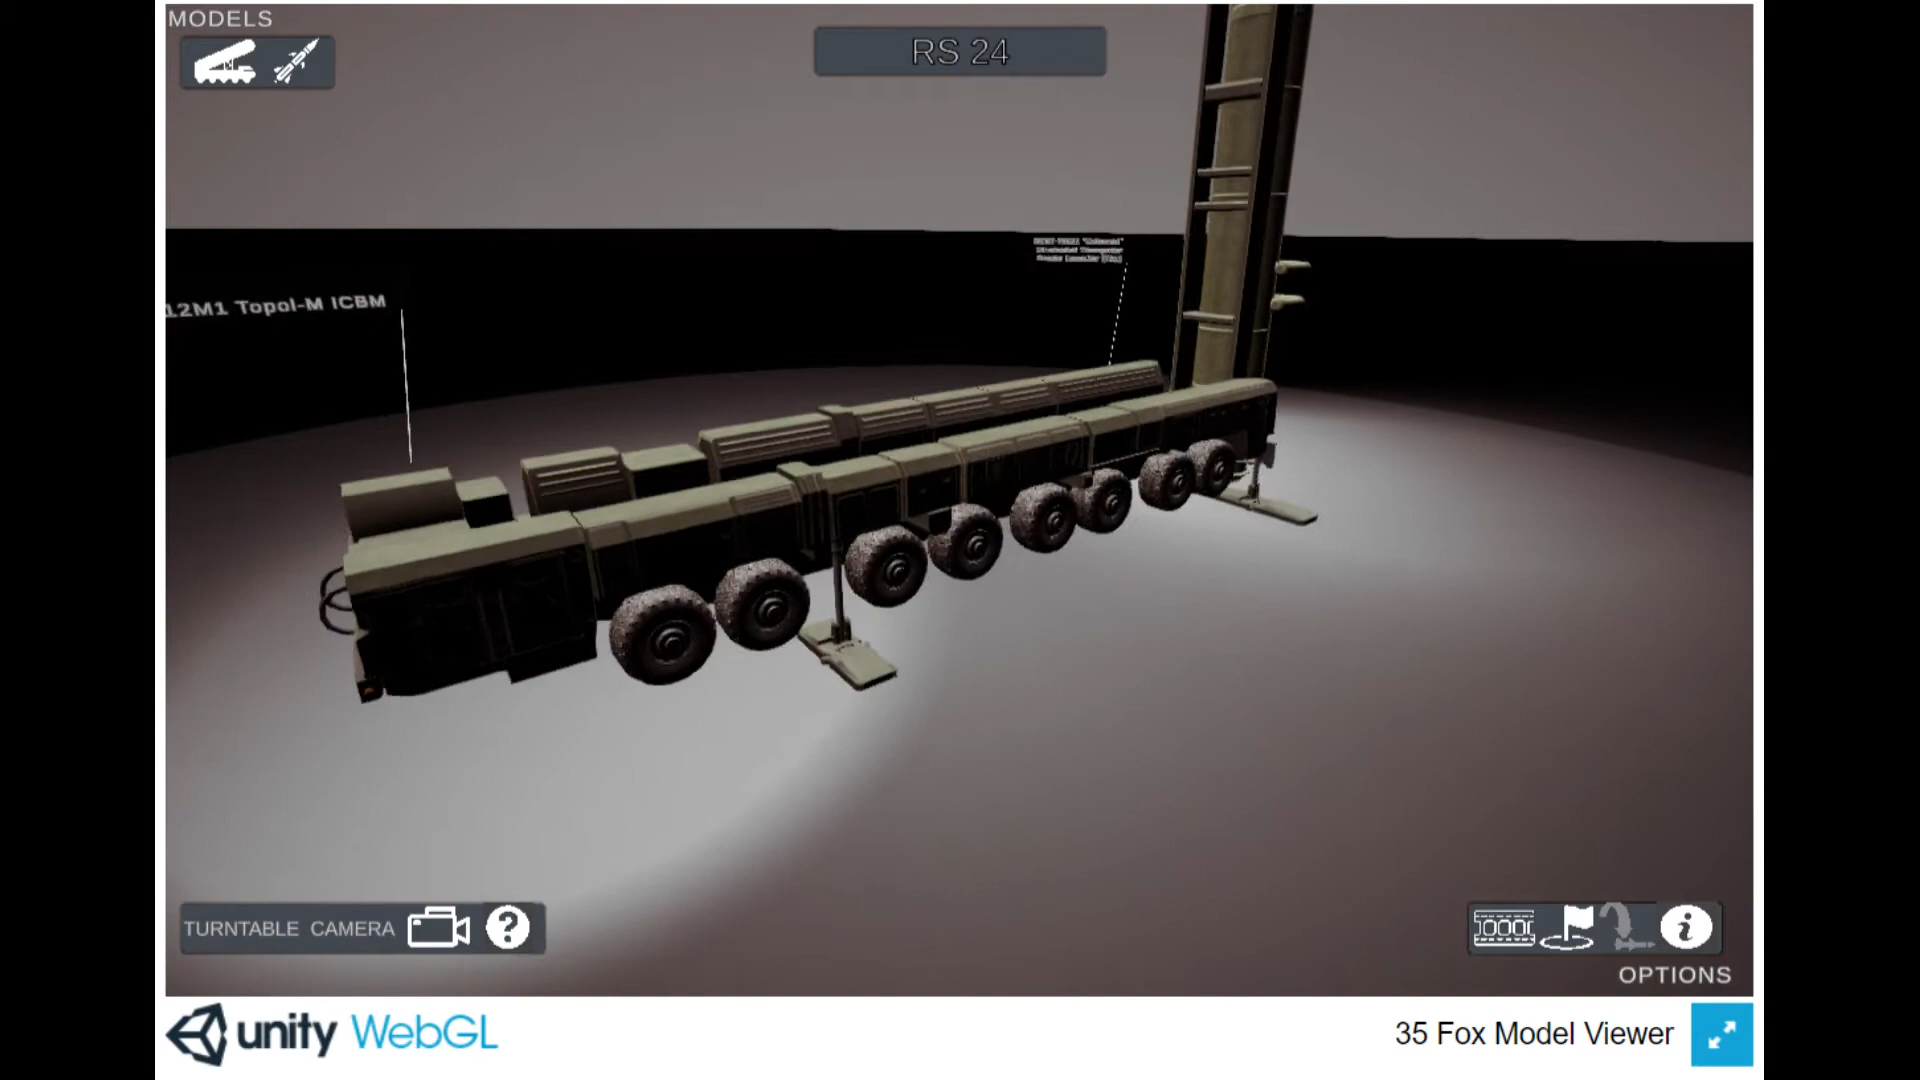 MODELS
RS 24
12M1 Topol-M ICBM
TURNTABLE CAMERA
?
i
OPTIONS
unity WebGL
35 Fox Model Viewer